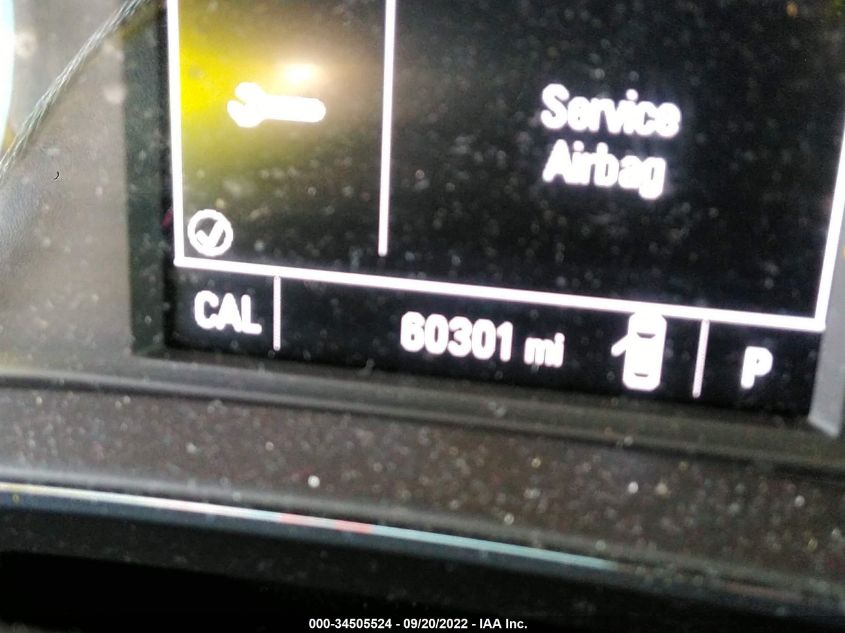 Service
Airbag
CAL 60301 mi P
000-34505524 - 09/20/2022 - IAA Inc.